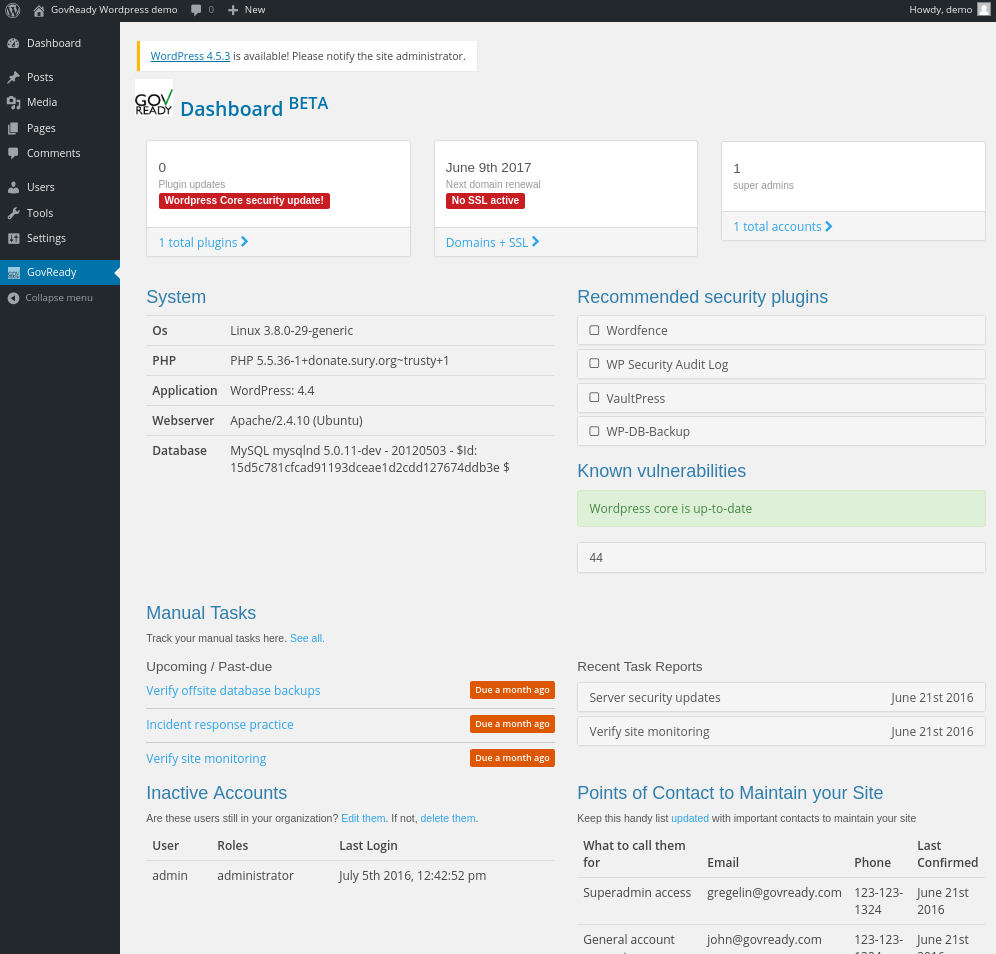 GovReady Wordpress demo 0 New Howdy, demo
Dashboard
Posts
Media
Pages
Comments
Users
Tools
Settings
GovReady
Collapse menu
WordPress 4.5.3 is available! Please notify the site administrator.
GOV
READY
Dashboard BETA
0
Plugin updates
Wordpress Core security update!
1 total plugins
June 9th 2017
Next domain renewal
No SSL active
Domains + SSL
1
super admins
1 total accounts
System
Os Linux 3.8.0-29-generic
PHP PHP 5.5.36-1+donate.sury.org~trusty+1
Application WordPress: 4.4
Webserver Apache/2.4.10 (Ubuntu)
Database MySQL mysqlnd 5.0.11-dev - 20120503 - $Id:
15d5c781cfcad91193dceae1d2cdd127674ddb3e $
Recommended security plugins
Wordfence
WP Security Audit Log
VaultPress
WP-DB-Backup
Known vulnerabilities
Wordpress core is up-to-date
44
Manual Tasks
Track your manual tasks here. See all.
Upcoming / Past-due
Verify offsite database backups Due a month ago
Incident response practice Due a month ago
Verify site monitoring Due a month ago
Recent Task Reports
Server security updates June 21st 2016
Verify site monitoring June 21st 2016
Inactive Accounts
Are these users still in your organization? Edit them. If not, delete them.
User Roles Last Login
admin administrator July 5th 2016, 12:42:52 pm
Points of Contact to Maintain your Site
Keep this handy list updated with important contacts to maintain your site
What to call them Last
for Email Phone Confirmed
Superadmin access gregelin@govready.com 123-123- June 21st
1324 2016
General account john@govready.com 123-123- June 21st